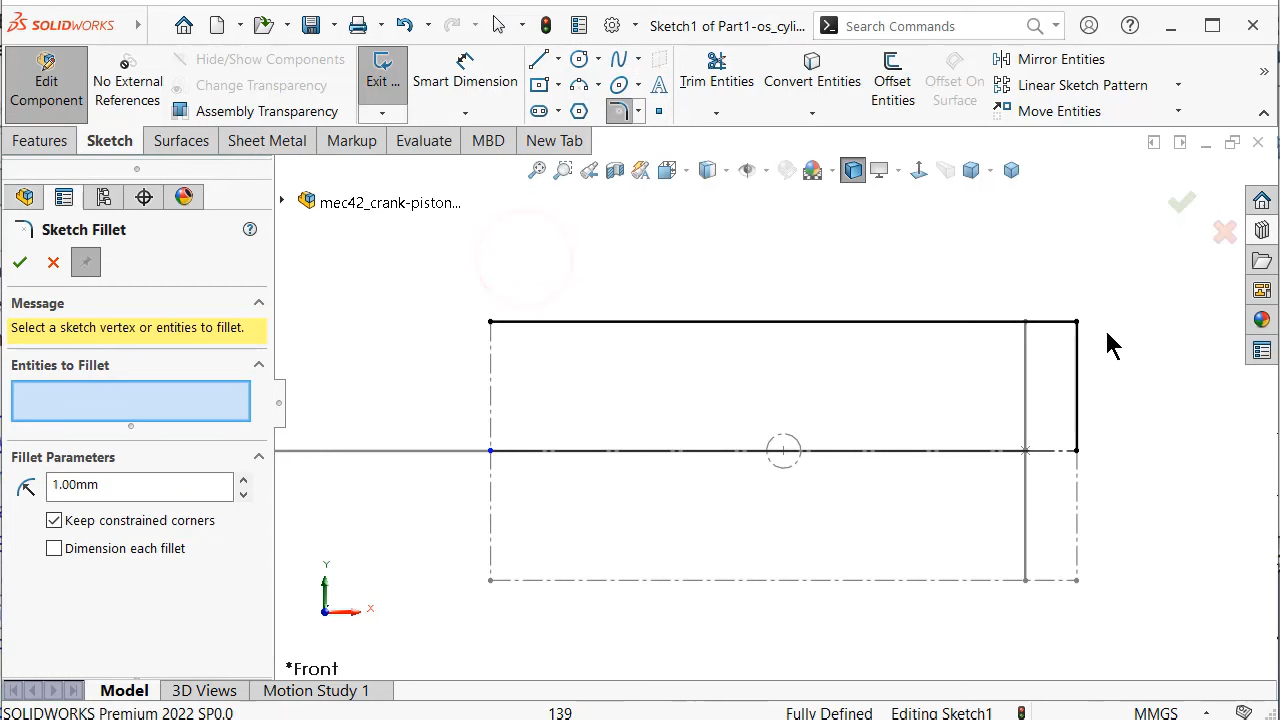 SOLIDWORKS
Sketch1 of Part1-os_cyli...
Search Commands
Edit Component
No External References
Hide/Show Components
Change Transparency
Assembly Transparency
Exit ...
Smart Dimension
Trim Entities
Convert Entities
Offset Entities
Offset On Surface
Mirror Entities
Linear Sketch Pattern
Move Entities
Features
Sketch
Surfaces
Sheet Metal
Markup
Evaluate
MBD
New Tab
mec42_crank-piston...
Sketch Fillet
Message
Select a sketch vertex or entities to fillet.
Entities to Fillet
Fillet Parameters
1.00mm
Keep constrained corners
Dimension each fillet
Y
X
*Front
Model
3D Views
Motion Study 1
SOLIDWORKS Premium 2022 SP0.0
139
Fully Defined
Editing Sketch1
MMGS